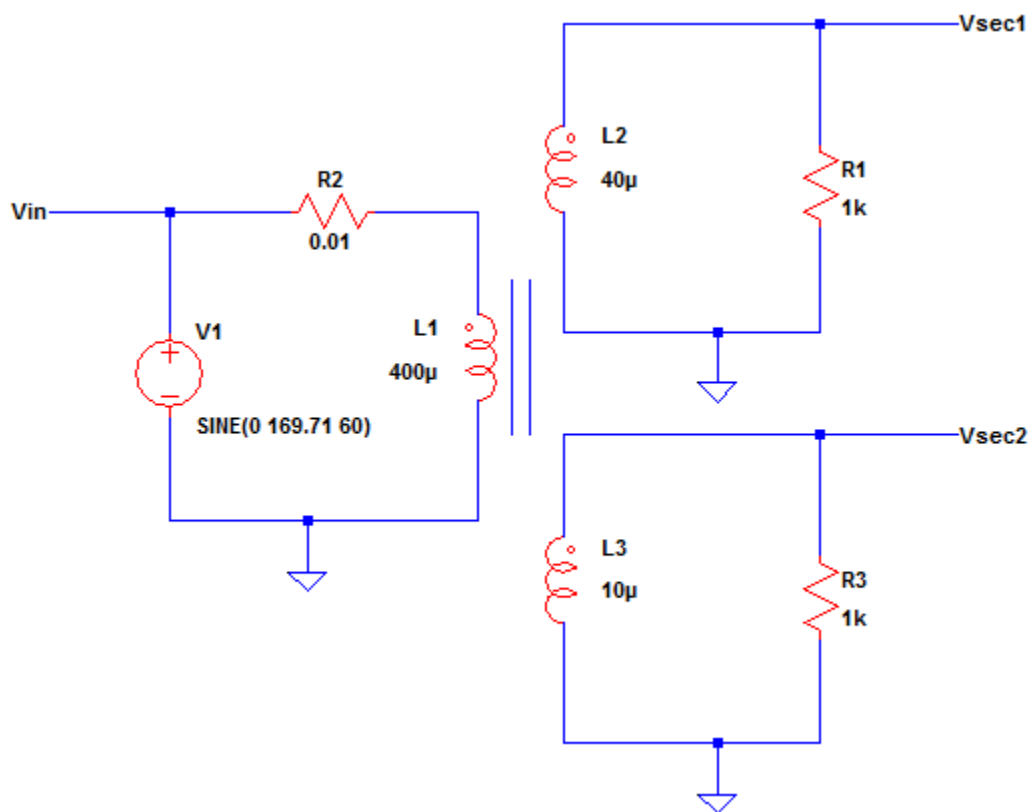 Vsec1
L2
40µ
R1
1k
R2
Vin
0.01
V1
L1
400µ
SINE(0 169.71 60)
Vsec2
L3
10µ
R3
1k